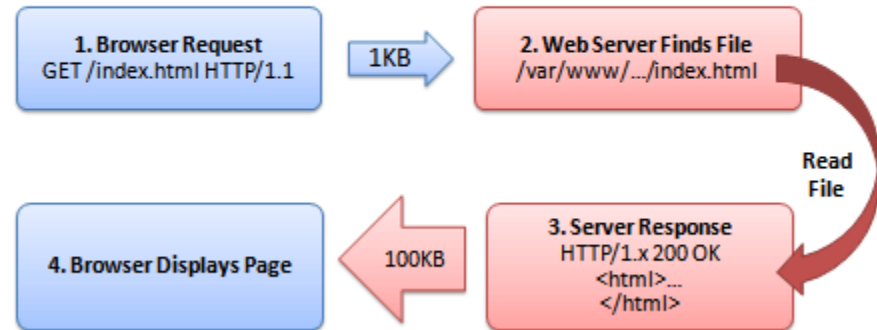 1. Browser Request
GET /index.html HTTP/1.1
1KB
2. Web Server Finds File
/var/www/.../index.html
Read
File
3. Server Response
HTTP/1.x 200 OK
<html>...
</html>
100KB
4. Browser Displays Page